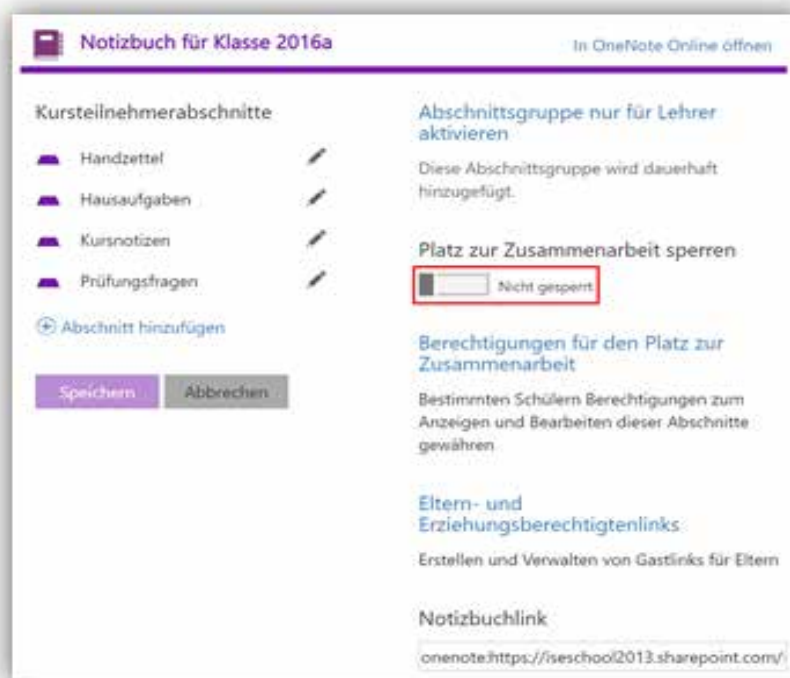 Notizbuch für Klasse 2016a
In OneNote Online öffnen
Kursteilnehmerabschnitte
Handzettel
Hausaufgaben
Kursnotizen
Prüfungsfragen
Abschnitt hinzufügen
Speichern
Abbrechen
Abschnittsgruppe nur für Lehrer
aktivieren
Diese Abschnittsgruppe wird dauerhaft
hinzugefügt.
Platz zur Zusammenarbeit sperren
Nicht gesperrt
Berechtigungen für den Platz zur
Zusammenarbeit
Bestimmten Schülern Berechtigungen zum
Anzeigen und Bearbeiten dieser Abschnitte
gewähren
Eltern- und
Erziehungsberechtigtenlinks
Erstellen und Verwalten von Gastlinks für Eltern
Notizbuchlink
onenote:https://iseschool2013.sharepoint.com/